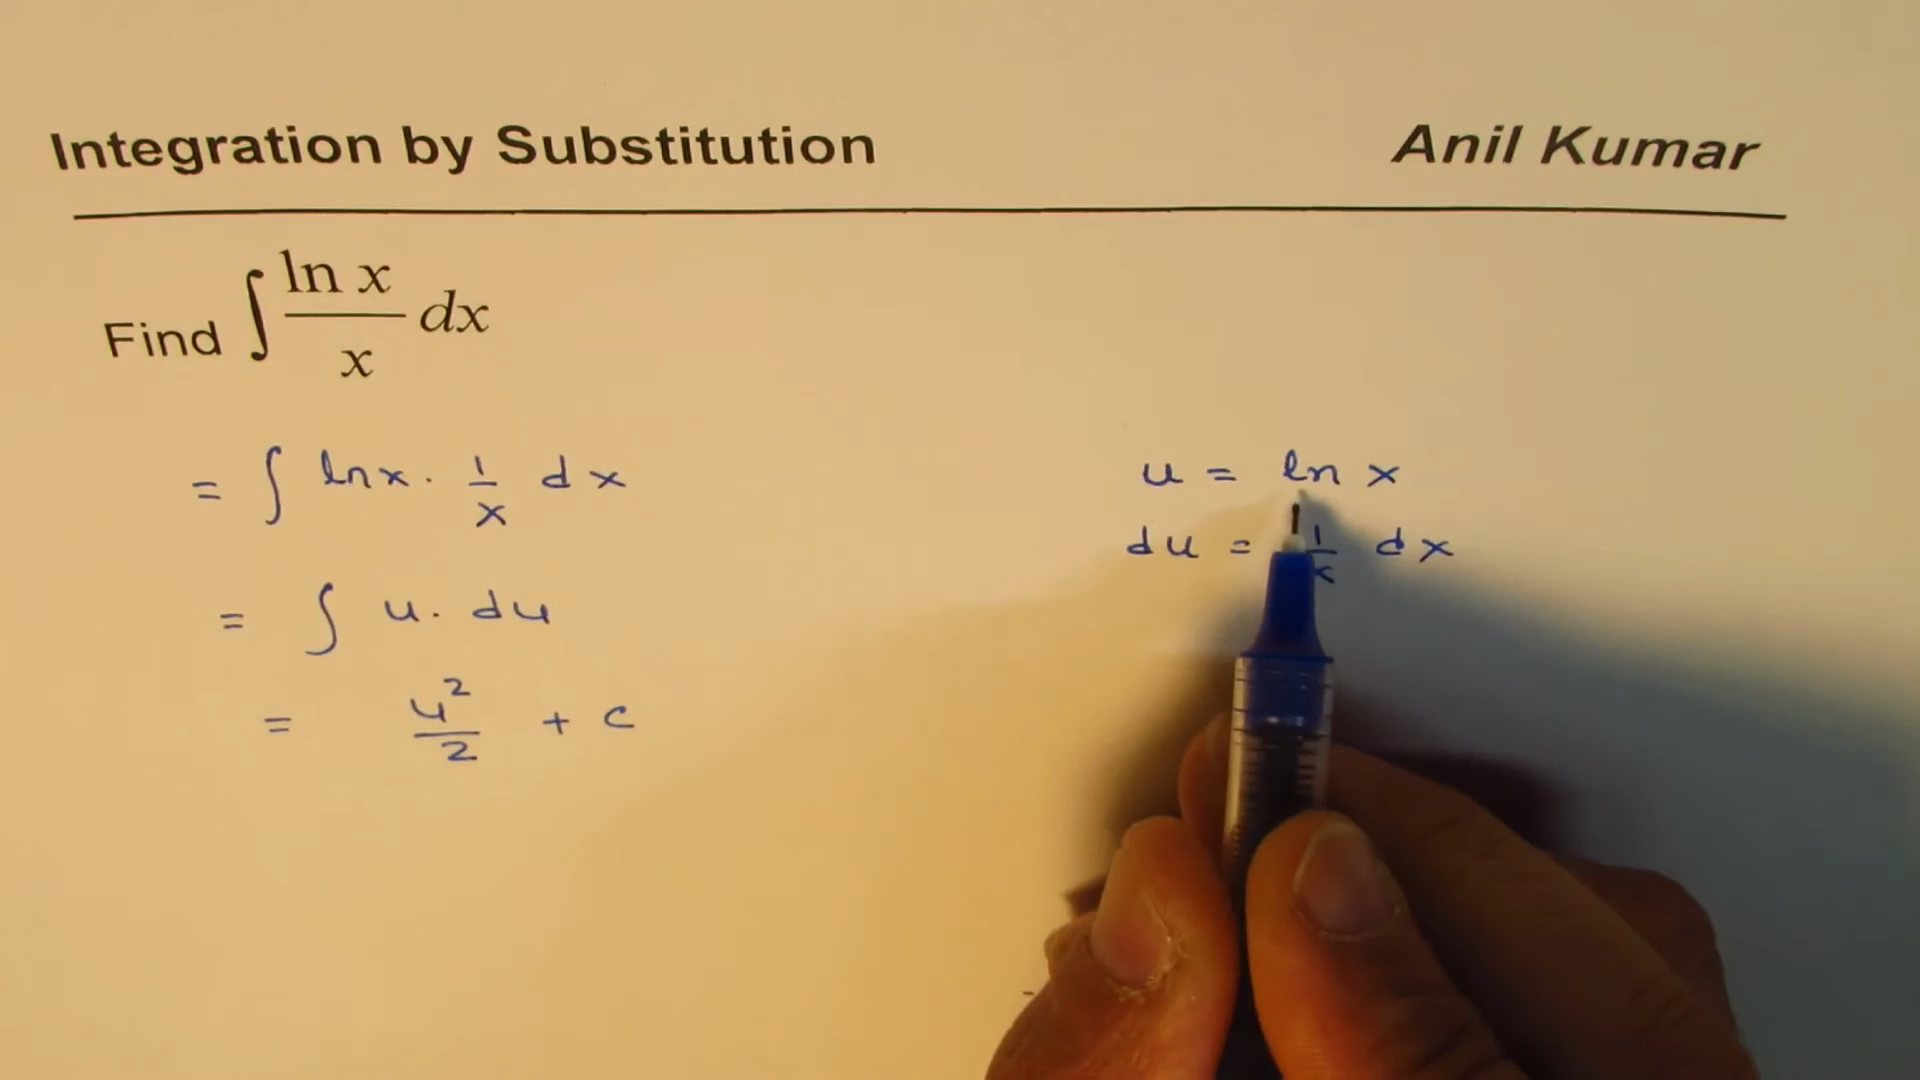 Integration by Substitution
Anil Kumar
Find ∫ ln x / x dx
= ∫ ln x · 1/x dx
= ∫ u · du
= u²/2 + c
u = ln x
du = 1/x dx